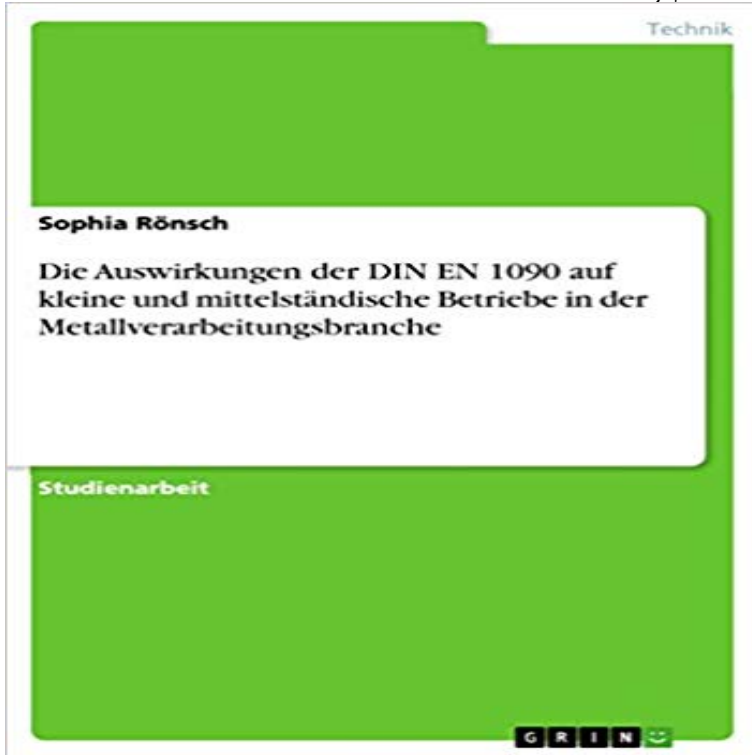 Technik
Sophia Rönsch
Die Auswirkungen der DIN EN 1090 auf
kleine und mittelständische Betriebe in der
Metallverarbeitungsbranche
Studienarbeit
GRIN